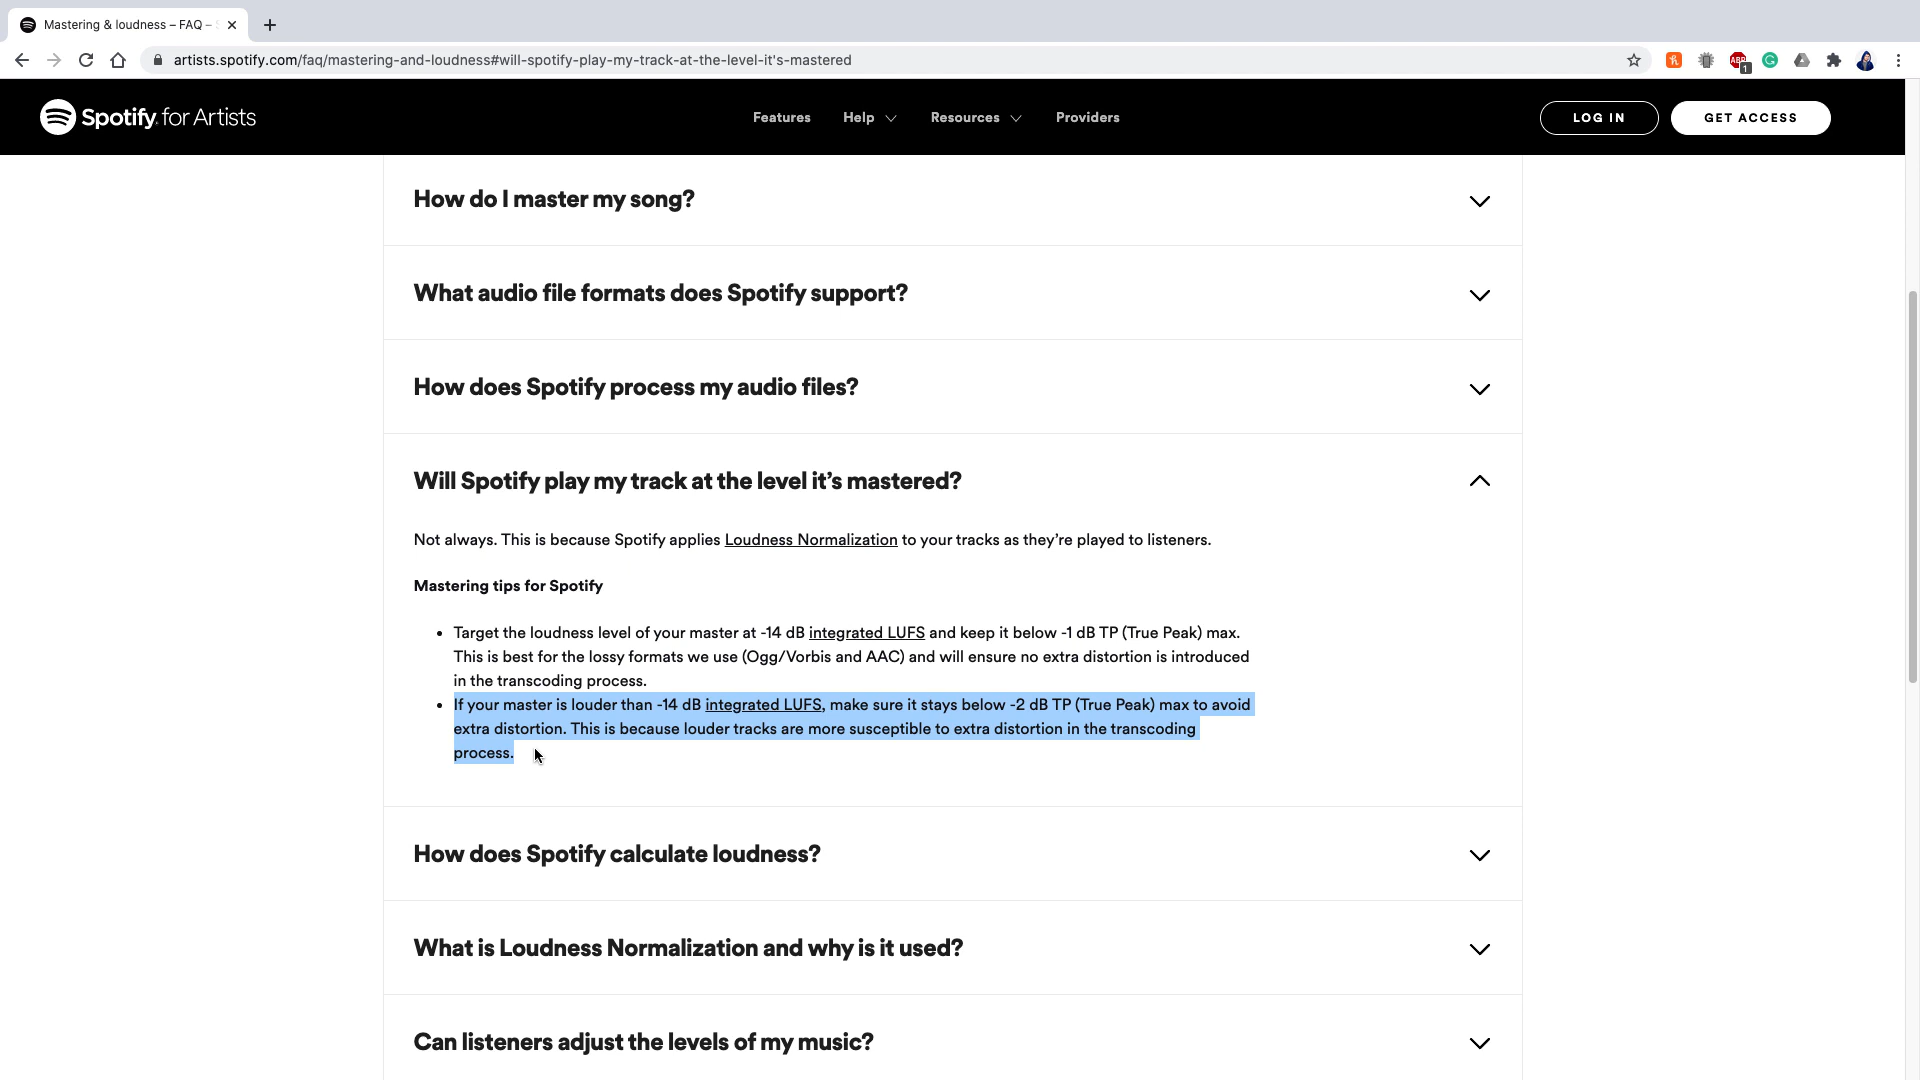 Mastering & loudness – FAQ –
artists.spotify.com/faq/mastering-and-loudness#will-spotify-play-my-track-at-the-level-it's-mastered
ABP
1
Spotify for Artists
Features
Help
Resources
Providers
LOG IN
GET ACCESS
How do I master my song?
What audio file formats does Spotify support?
How does Spotify process my audio files?
Will Spotify play my track at the level it’s mastered?
Not always. This is because Spotify applies Loudness Normalization to your tracks as they’re played to listeners.
Mastering tips for Spotify
• Target the loudness level of your master at -14 dB integrated LUFS and keep it below -1 dB TP (True Peak) max.
This is best for the lossy formats we use (Ogg/Vorbis and AAC) and will ensure no extra distortion is introduced
in the transcoding process.
• If your master is louder than -14 dB integrated LUFS, make sure it stays below -2 dB TP (True Peak) max to avoid
extra distortion. This is because louder tracks are more susceptible to extra distortion in the transcoding
process.
How does Spotify calculate loudness?
What is Loudness Normalization and why is it used?
Can listeners adjust the levels of my music?